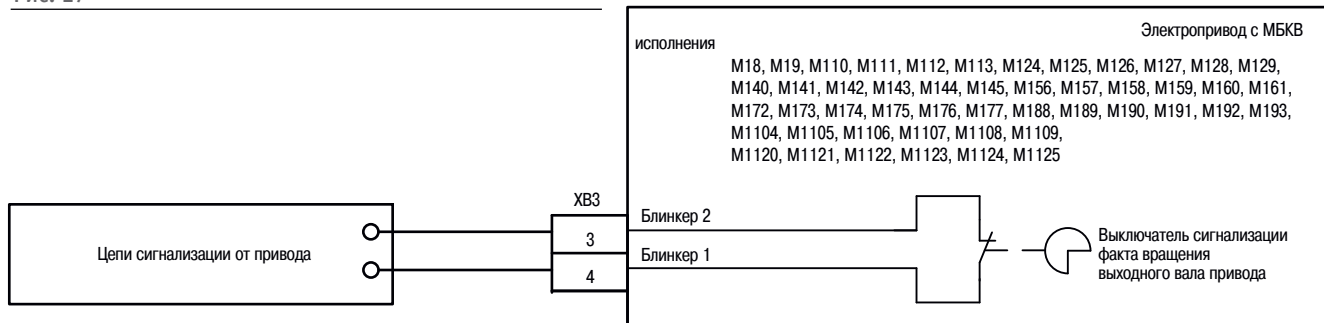 Электропривод с МБКВ
исполнения
М18, М19, М110, М111, М112, М113, М124, М125, М126, М127, М128, М129,
М140, М141, М142, М143, М144, М145, М156, М157, М158, М159, М160, М161,
М172, М173, М174, М175, М176, М177, М188, М189, М190, М191, М192, М193,
М1104, М1105, М1106, М1107, М1108, М1109,
М1120, М1121, М1122, М1123, М1124, М1125
ХВ3
Блинкер 2
3
Блинкер 1
4
Цепи сигнализации от привода
Выключатель сигнализации
факта вращения
выходного вала привода